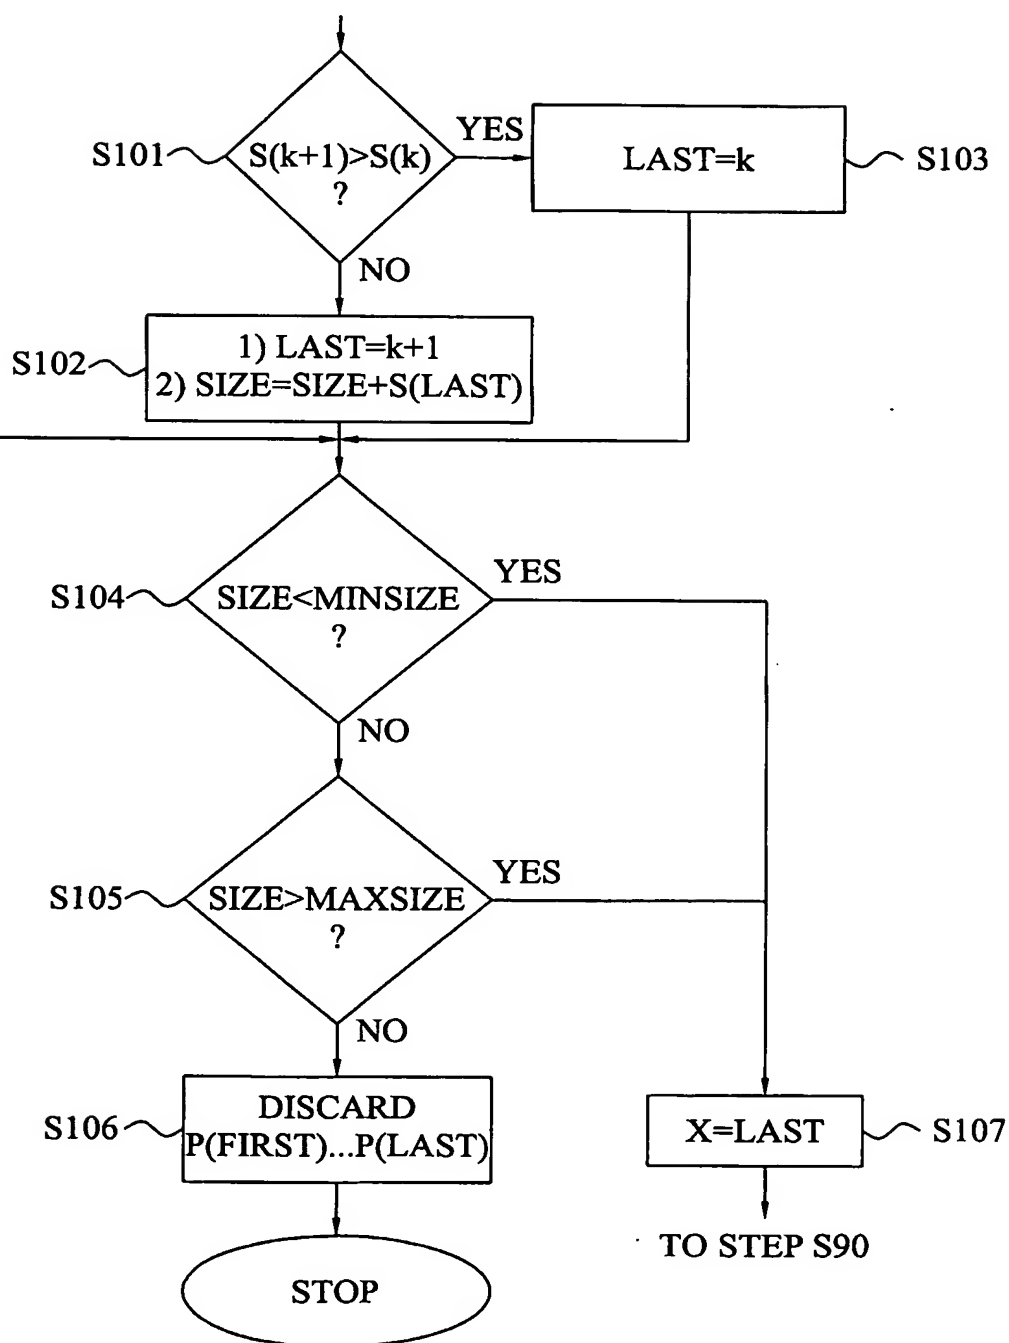 YES
S101
S(k+1)>S(k)
?
LAST=k
S103
NO
S102
1) LAST=k+1
2) SIZE=SIZE+S(LAST)
YES
S104
SIZE<MINSIZE
?
NO
YES
S105
SIZE>MAXSIZE
?
NO
S106
DISCARD
P(FIRST)...P(LAST)
X=LAST
S107
TO STEP S90
STOP